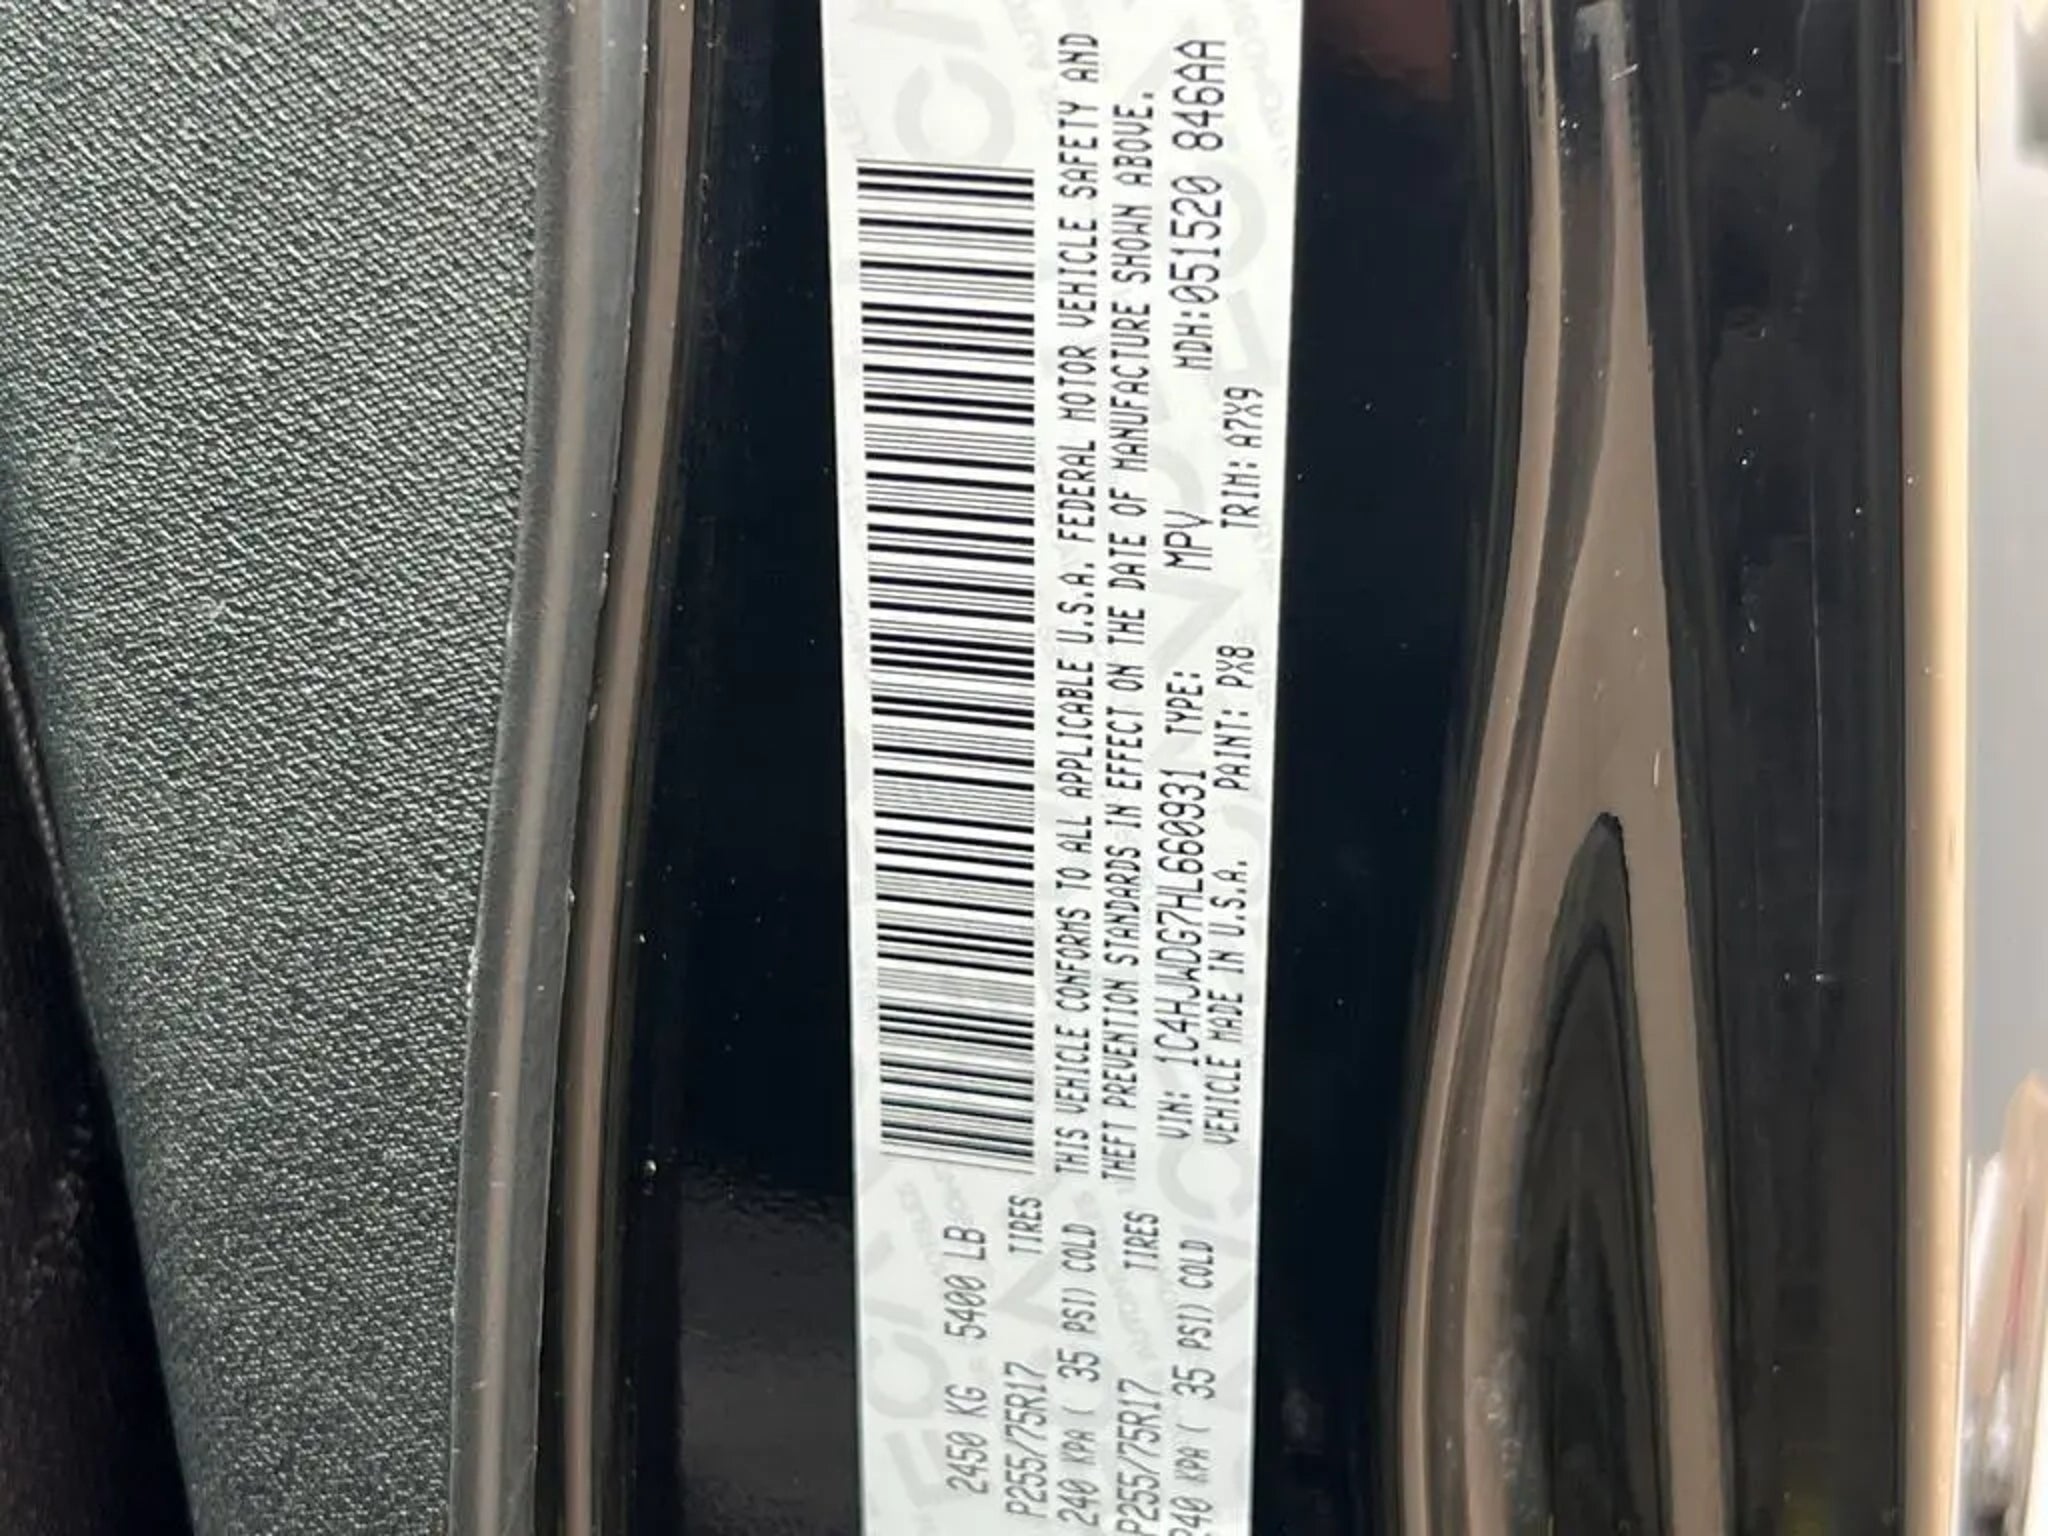 2450 KG 5400 LB
P255/75R17 TIRES
240 KPA ( 35 PSI) COLD
P255/75R17 TIRES
240 KPA ( 35 PSI) COLD
THIS VEHICLE CONFORMS TO ALL APPLICABLE U.S.A. FEDERAL MOTOR VEHICLE SAFETY AND
THEFT PREVENTION STANDARDS IN EFFECT ON THE DATE OF MANUFACTURE SHOWN ABOVE.
VIN: 1C4HJWDG7HL660931 TYPE: MPV MDH:051520 846AA
VEHICLE MADE IN U.S.A. PAINT: PX8 TRIM: A7X9